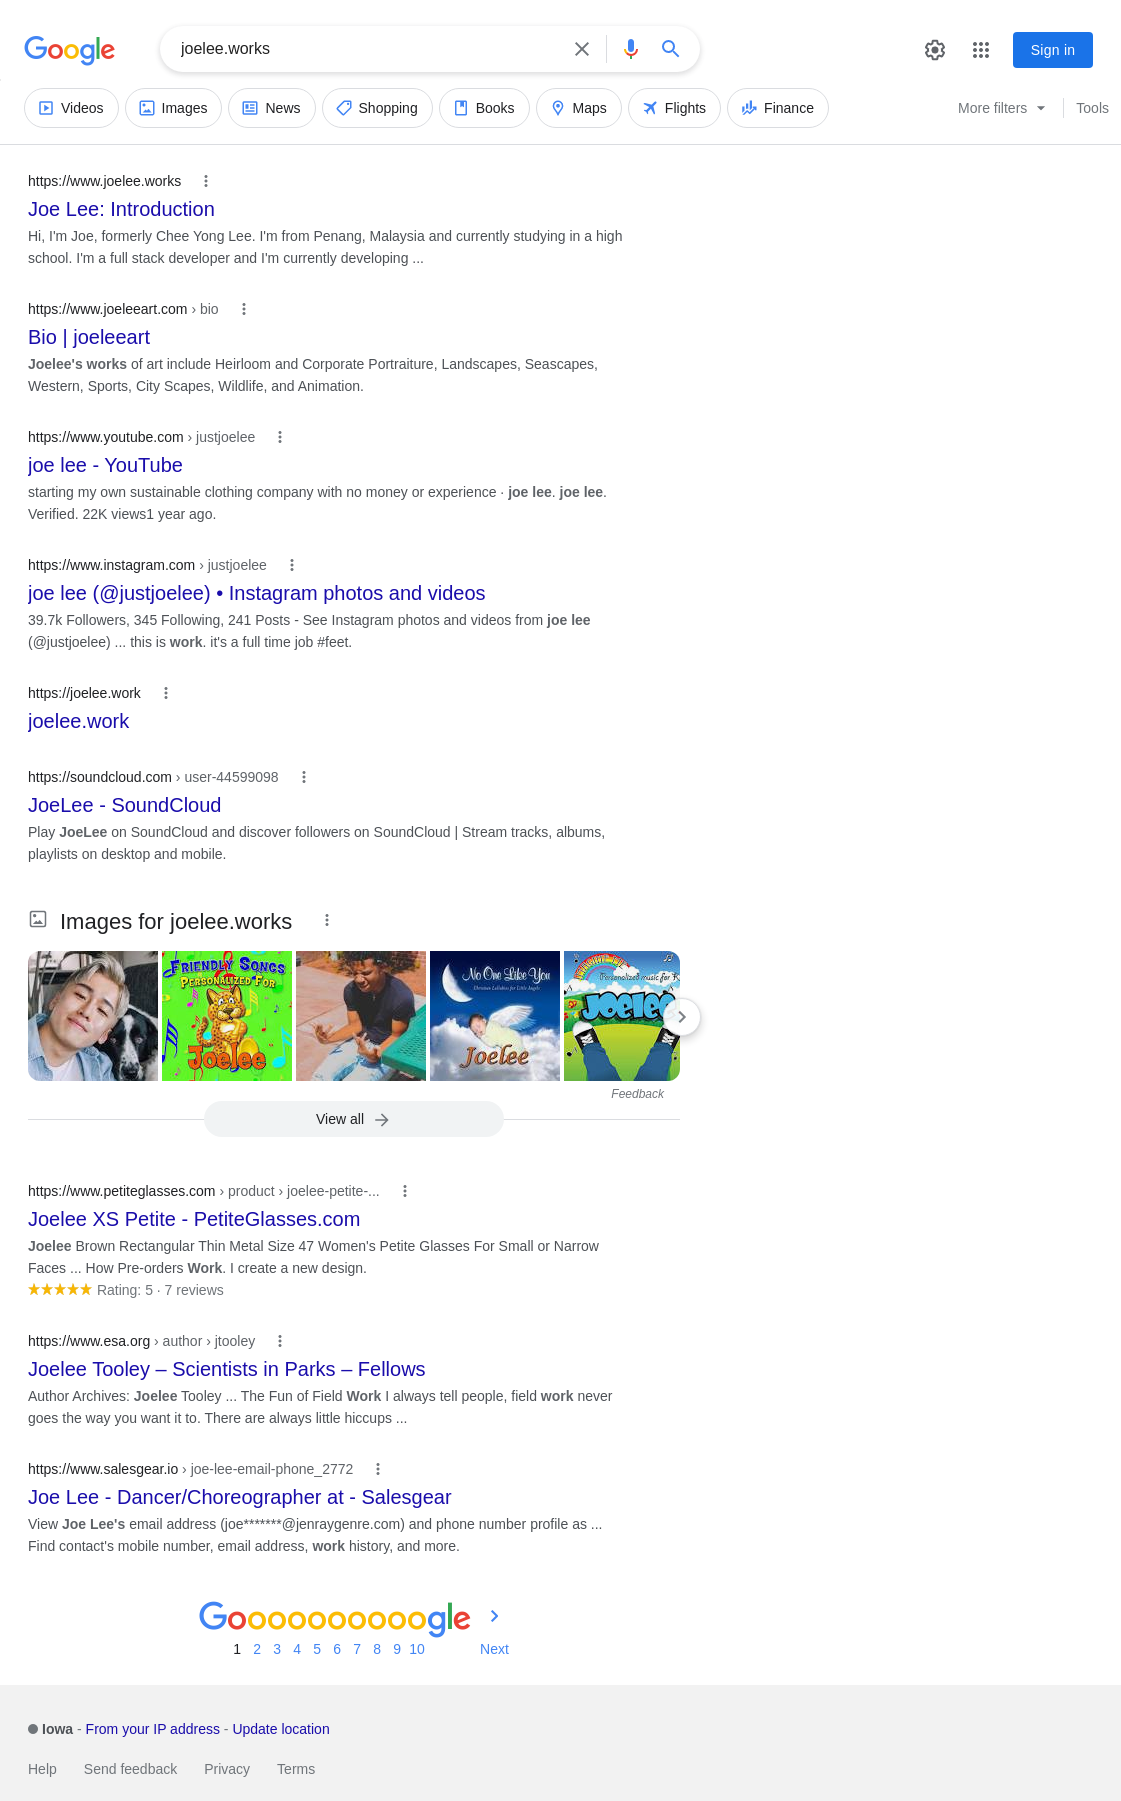 Google
joelee.works
Sign in
Videos
Images
News
Shopping
Books
Maps
Flights
Finance
More filters
Tools
https://www.joelee.works
Joe Lee: Introduction
Hi, I'm Joe, formerly Chee Yong Lee. I'm from Penang, Malaysia and currently studying in a high
school. I'm a full stack developer and I'm currently developing ...
https://www.joeleeart.com › bio
Bio | joeleeart
Joelee's works of art include Heirloom and Corporate Portraiture, Landscapes, Seascapes,
Western, Sports, City Scapes, Wildlife, and Animation.
https://www.youtube.com › justjoelee
joe lee - YouTube
starting my own sustainable clothing company with no money or experience · joe lee. joe lee.
Verified. 22K views1 year ago.
https://www.instagram.com › justjoelee
joe lee (@justjoelee) • Instagram photos and videos
39.7k Followers, 345 Following, 241 Posts - See Instagram photos and videos from joe lee
(@justjoelee) ... this is work. it's a full time job #feet.
https://joelee.work
joelee.work
https://soundcloud.com › user-44599098
JoeLee - SoundCloud
Play JoeLee on SoundCloud and discover followers on SoundCloud | Stream tracks, albums,
playlists on desktop and mobile.
Images for joelee.works
FRIENDLY SONGS
PERSONALIZED FOR
Joelee
No One Like You
Christian Lullabies for Little Angels
Joelee
Personalized music for K
JOELEE
Feedback
View all
https://www.petiteglasses.com › product › joelee-petite-...
Joelee XS Petite - PetiteGlasses.com
Joelee Brown Rectangular Thin Metal Size 47 Women's Petite Glasses For Small or Narrow
Faces ... How Pre-orders Work. I create a new design.
Rating: 5 · 7 reviews
https://www.esa.org › author › jtooley
Joelee Tooley – Scientists in Parks – Fellows
Author Archives: Joelee Tooley ... The Fun of Field Work I always tell people, field work never
goes the way you want it to. There are always little hiccups ...
https://www.salesgear.io › joe-lee-email-phone_2772
Joe Lee - Dancer/Choreographer at - Salesgear
View Joe Lee's email address (joe*******@jenraygenre.com) and phone number profile as ...
Find contact's mobile number, email address, work history, and more.
Goooooooooogle
1 2 3 4 5 6 7 8 9 10 Next
Iowa - From your IP address - Update location
Help Send feedback Privacy Terms